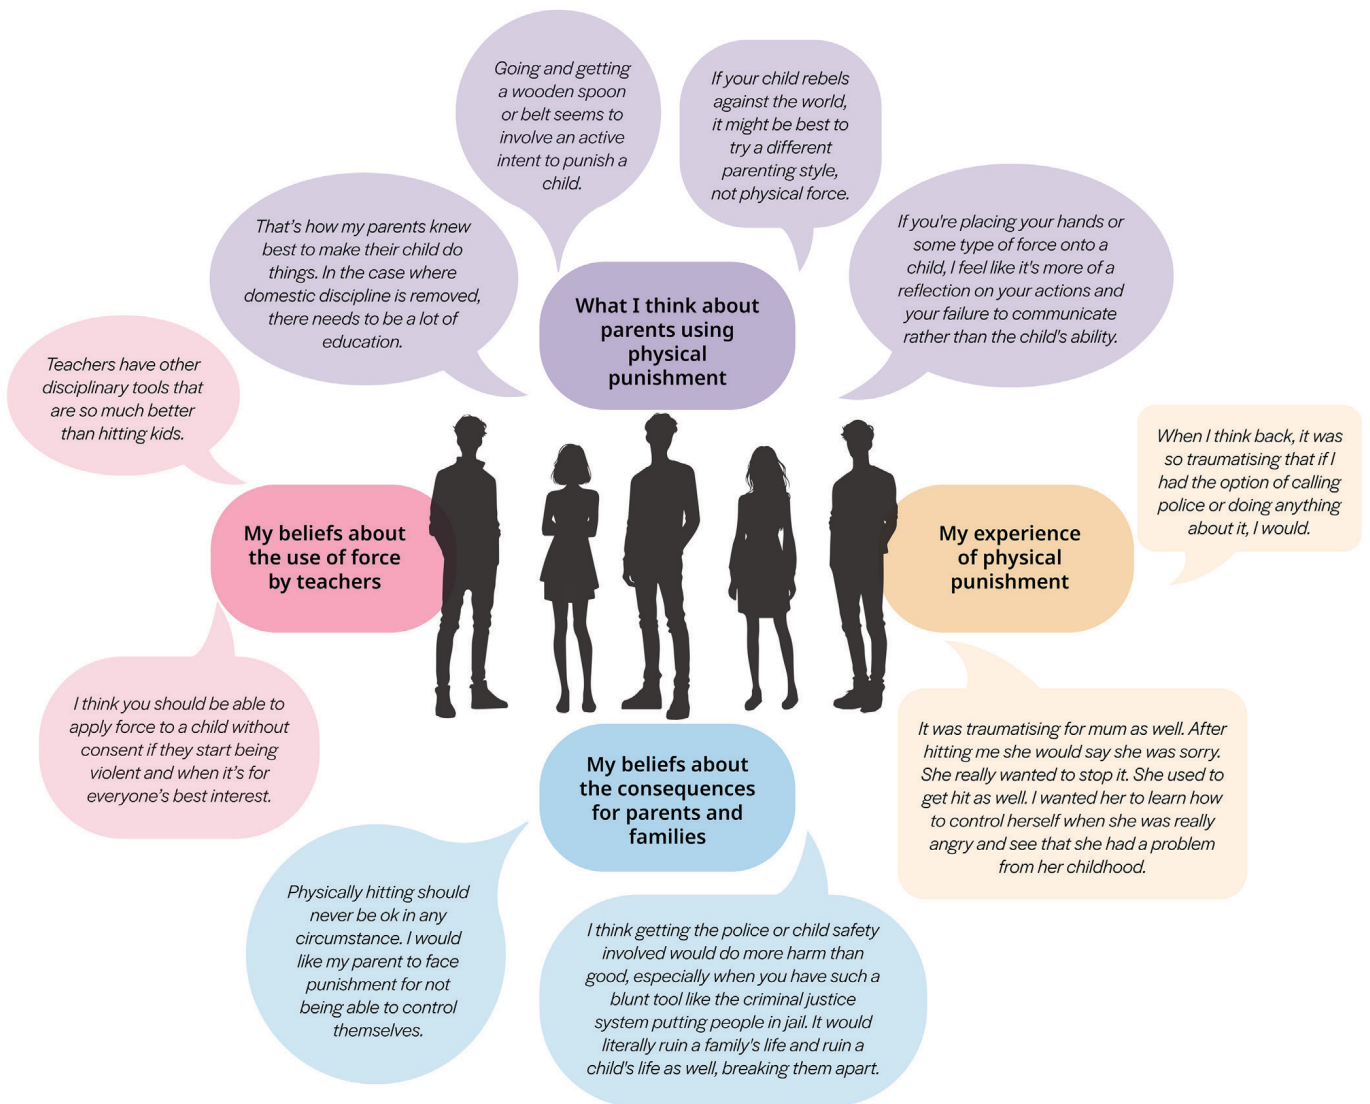 Going and getting
a wooden spoon
or belt seems to
involve an active
intent to punish a
child.
If your child rebels
against the world,
it might be best to
try a different
parenting style,
not physical force.
That’s how my parents knew
best to make their child do
things. In the case where
domestic discipline is removed,
there needs to be a lot of
education.
If you're placing your hands or
some type of force onto a
child, I feel like it's more of a
reflection on your actions and
your failure to communicate
rather than the child's ability.
What I think about
parents using
physical
punishment
Teachers have other
disciplinary tools that
are so much better
than hitting kids.
My beliefs about
the use of force
by teachers
I think you should be able to
apply force to a child without
consent if they start being
violent and when it’s for
everyone’s best interest.
When I think back, it was
so traumatising that if I
had the option of calling
police or doing anything
about it, I would.
My experience
of physical
punishment
It was traumatising for mum as well. After
hitting me she would say she was sorry.
She really wanted to stop it. She used to
get hit as well. I wanted her to learn how
to control herself when she was really
angry and see that she had a problem
from her childhood.
My beliefs about
the consequences
for parents and
families
Physically hitting should
never be ok in any
circumstance. I would
like my parent to face
punishment for not
being able to control
themselves.
I think getting the police or child safety
involved would do more harm than
good, especially when you have such a
blunt tool like the criminal justice
system putting people in jail. It would
literally ruin a family's life and ruin a
child's life as well, breaking them apart.